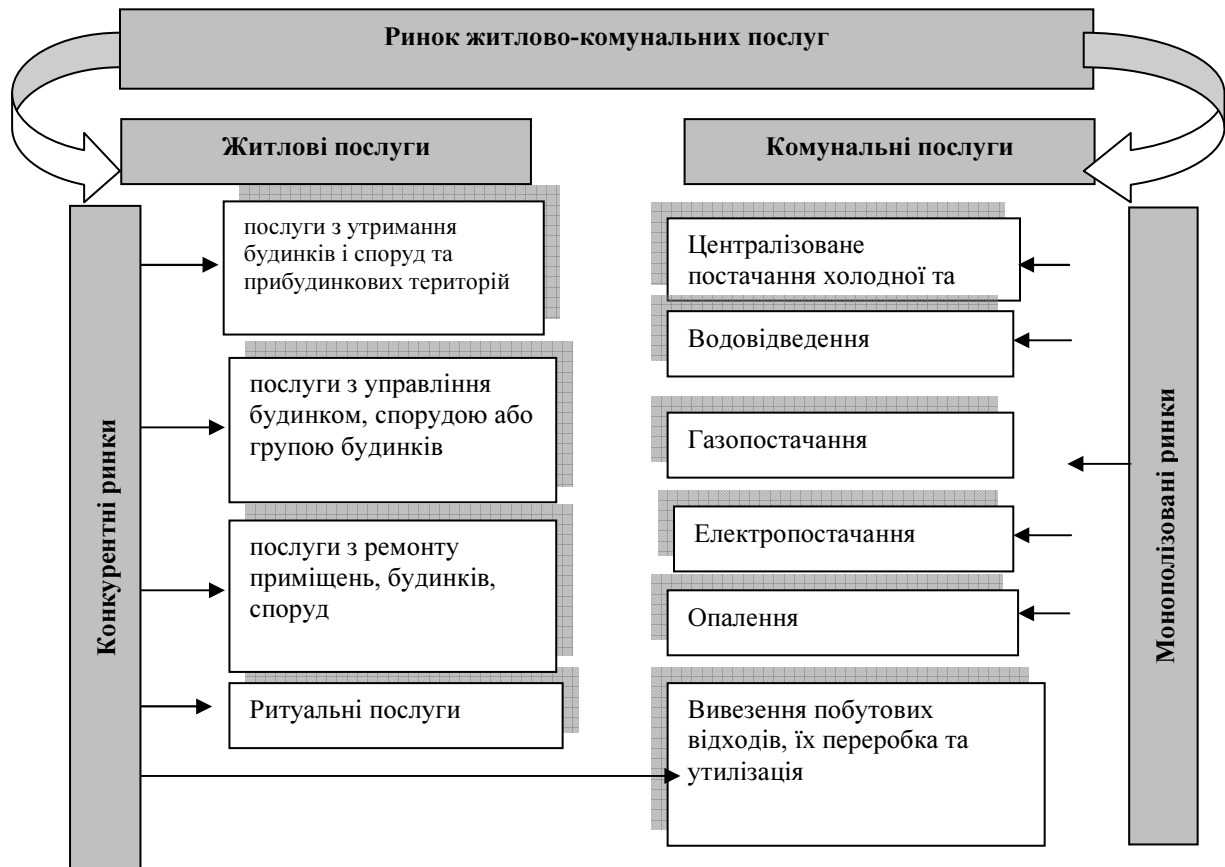 Ринок житлово-комунальних послуг
Житлові послуги
Комунальні послуги
Конкурентні ринки
послуги з утримання
будинків і споруд та
прибудинкових територій
послуги з управління
будинком, спорудою або
групою будинків
послуги з ремонту
приміщень, будинків,
споруд
Ритуальні послуги
Централізоване
постачання холодної та
Водовідведення
Газопостачання
Електропостачання
Опалення
Вивезення побутових
відходів, їх переробка та
утилізація
Монополізовані ринки